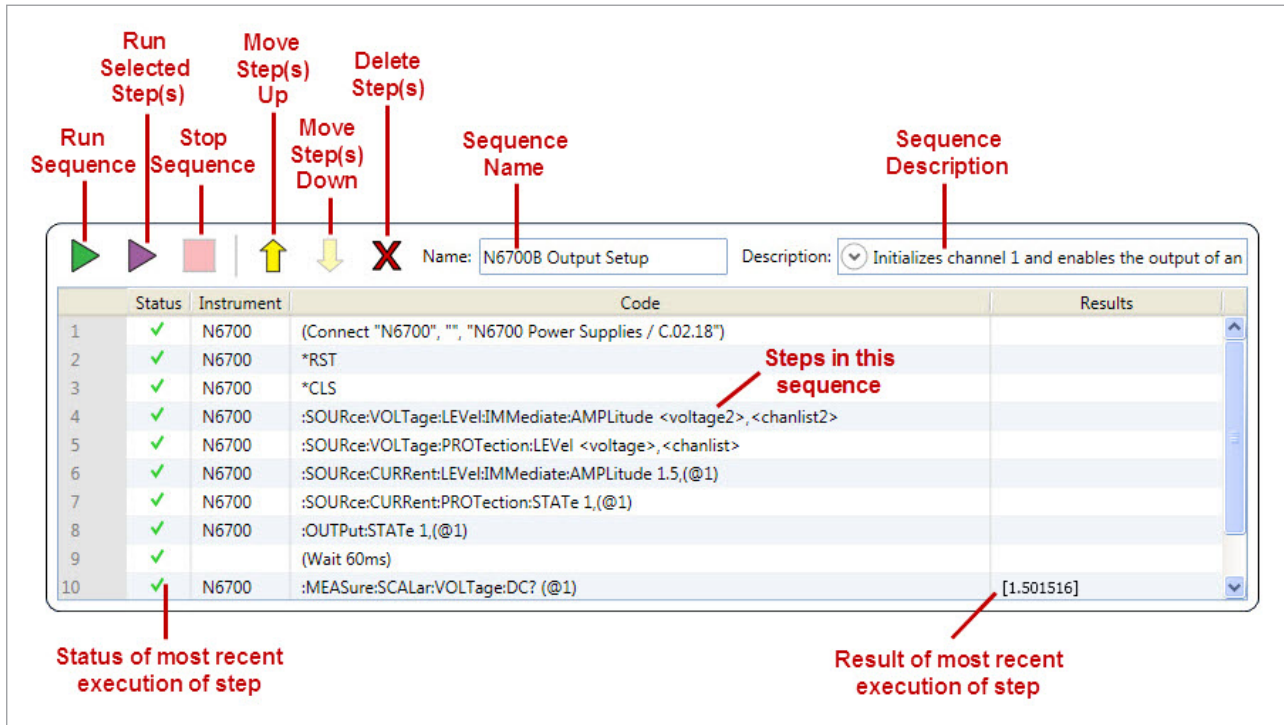 Run
Selected
Step(s)
Move
Step(s)
Up
Delete
Step(s)
Run
Sequence
Stop
Sequence
Move
Step(s)
Down
Sequence
Name
Sequence
Description
Name: N6700B Output Setup Description: Initializes channel 1 and enables the output of an
Status Instrument Code Results
1 N6700 (Connect "N6700", "", "N6700 Power Supplies / C.02.18")
2 N6700 *RST
3 N6700 *CLS
Steps in this
sequence
4 N6700 :SOURce:VOLTage:LEVel:IMMediate:AMPLitude <voltage2>,<chanlist2>
5 N6700 :SOURce:VOLTage:PROTection:LEVel <voltage>,<chanlist>
6 N6700 :SOURce:CURRent:LEVel:IMMediate:AMPLitude 1.5,(@1)
7 N6700 :SOURce:CURRent:PROTection:STATe 1,(@1)
8 N6700 :OUTPut:STATe 1,(@1)
9 (Wait 60ms)
10 N6700 :MEASure:SCALar:VOLTage:DC? (@1) [1.501516]
Status of most recent
execution of step
Result of most recent
execution of step